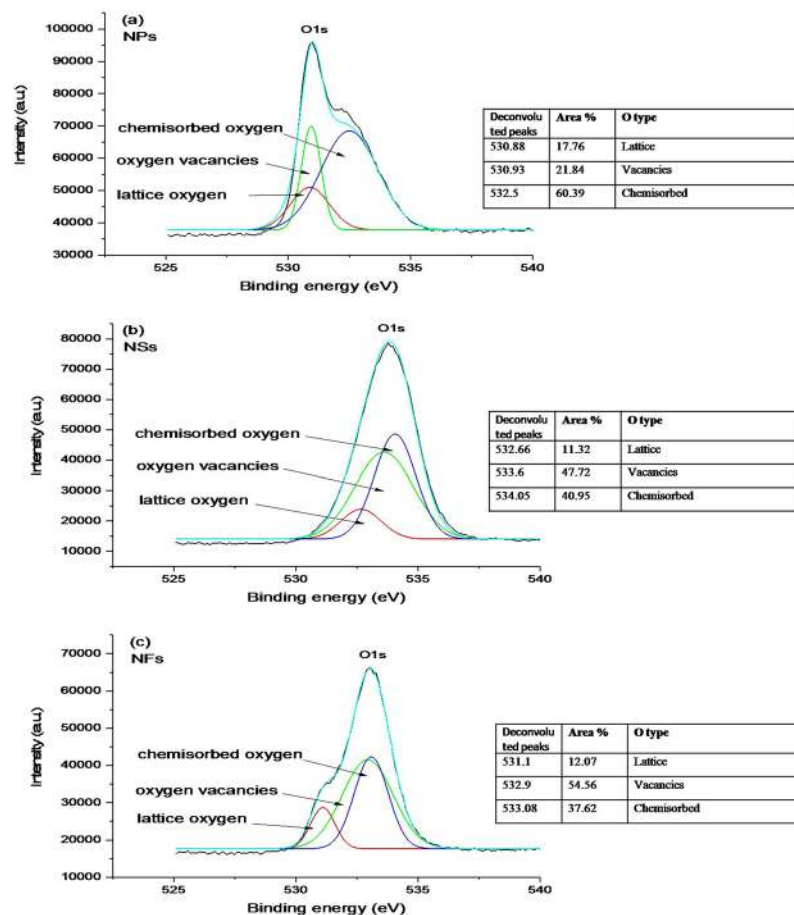 (a)
NPs
O1s
Intensity (a.u.)
100000
90000
80000
70000
60000
50000
40000
30000
chemisorbed oxygen
oxygen vacancies
lattice oxygen
525 530 535 540
Binding energy (eV)
Deconvolu Area % O type
ted peaks
530.88 17.76 Lattice
530.93 21.84 Vacancies
532.5 60.39 Chemisorbed
(b)
NSs
O1s
Intensity (a.u.)
80000
70000
60000
50000
40000
30000
20000
10000
chemisorbed oxygen
oxygen vacancies
lattice oxygen
525 530 535 540
Binding energy (eV)
Deconvolu Area % O type
ted peaks
532.66 11.32 Lattice
533.6 47.72 Vacancies
534.05 40.95 Chemisorbed
(c)
NFs
O1s
Intensity (a.u.)
70000
60000
50000
40000
30000
20000
10000
chemisorbed oxygen
oxygen vacancies
lattice oxygen
525 530 535 540
Binding energy (eV)
Deconvolu Area % O type
ted peaks
531.1 12.07 Lattice
532.9 54.56 Vacancies
533.08 37.62 Chemisorbed